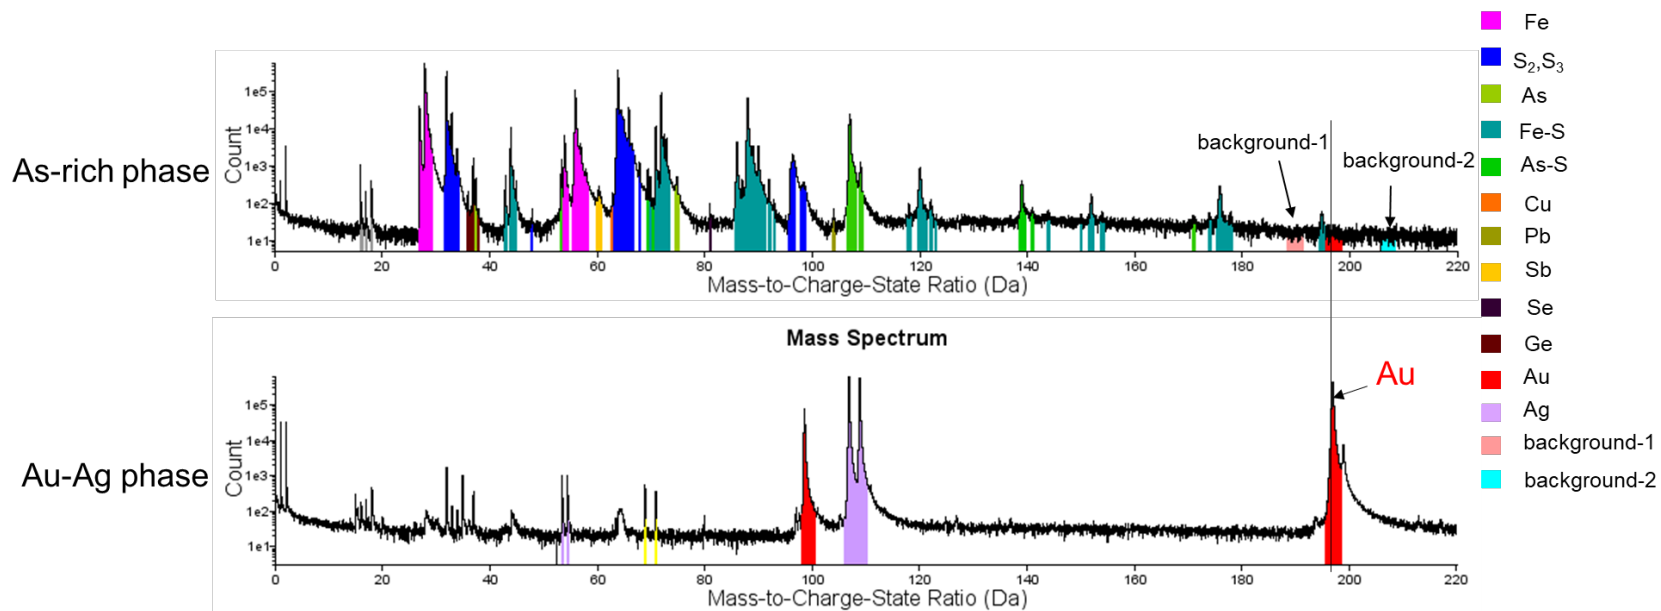 As-rich phase
Count
1e5
1e4
1e3
1e2
1e1
background-1
background-2
0 20 40 60 80 100 120 140 160 180 200 220
Mass-to-Charge-State Ratio (Da)
Fe
S2,S3
As
Fe-S
As-S
Cu
Pb
Sb
Se
Ge
Au
Ag
background-1
background-2
Mass Spectrum
Au
Au-Ag phase
Count
1e5
1e4
1e3
1e2
1e1
0 20 40 60 80 100 120 140 160 180 200 220
Mass-to-Charge-State Ratio (Da)